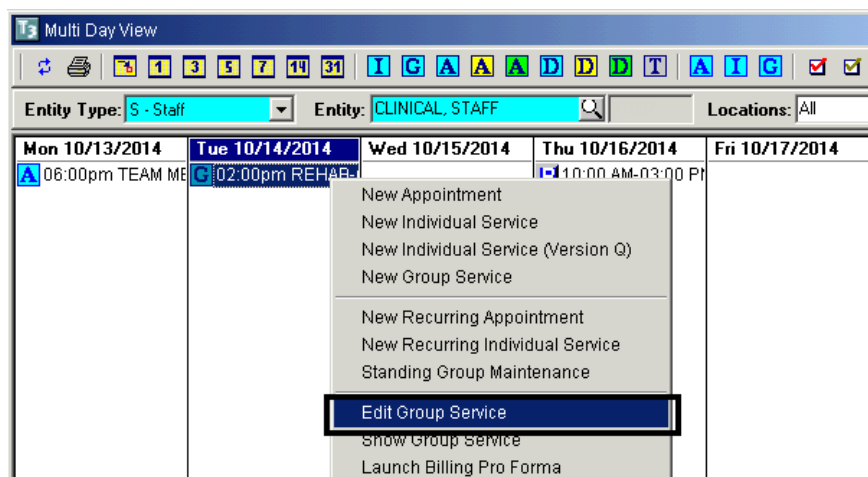 T3 Multi Day View
1 3 5 7 14 31 I G A A A D D D T A I G
Entity Type: S - Staff Entity: CLINICAL, STAFF Locations: All
Mon 10/13/2014 Tue 10/14/2014 Wed 10/15/2014 Thu 10/16/2014 Fri 10/17/2014
A 06:00pm TEAM ME G 02:00pm REHAB- 10:00 AM-03:00 PM
New Appointment
New Individual Service
New Individual Service (Version Q)
New Group Service
New Recurring Appointment
New Recurring Individual Service
Standing Group Maintenance
Edit Group Service
Show Group Service
Launch Billing Pro Forma